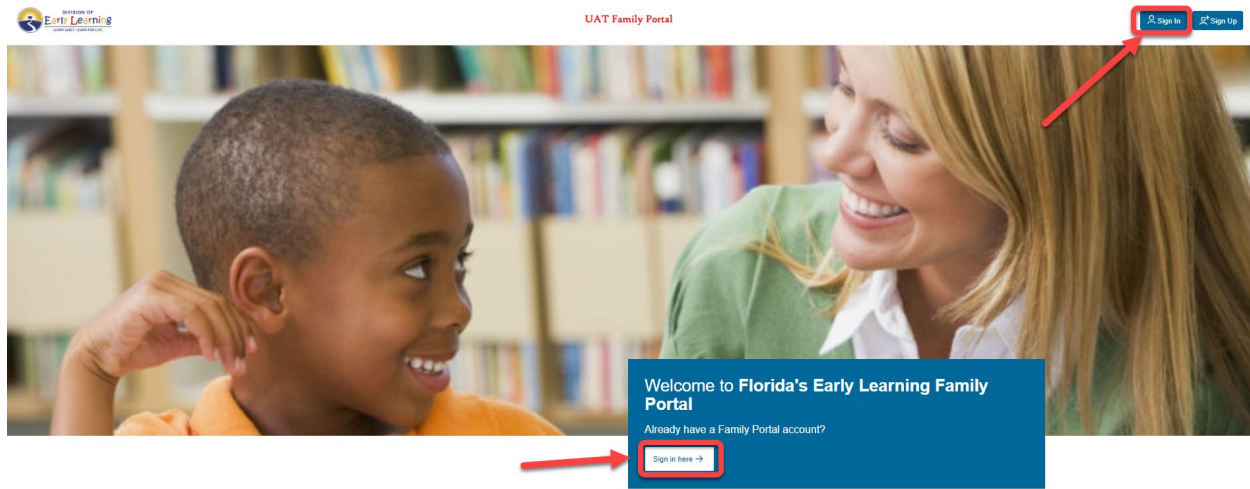 DIVISION OF
Early Learning
LEARN EARLY. LEARN FOR LIFE.
UAT Family Portal
Sign In
Sign Up
Welcome to Florida's Early Learning Family
Portal
Already have a Family Portal account?
Sign in here →